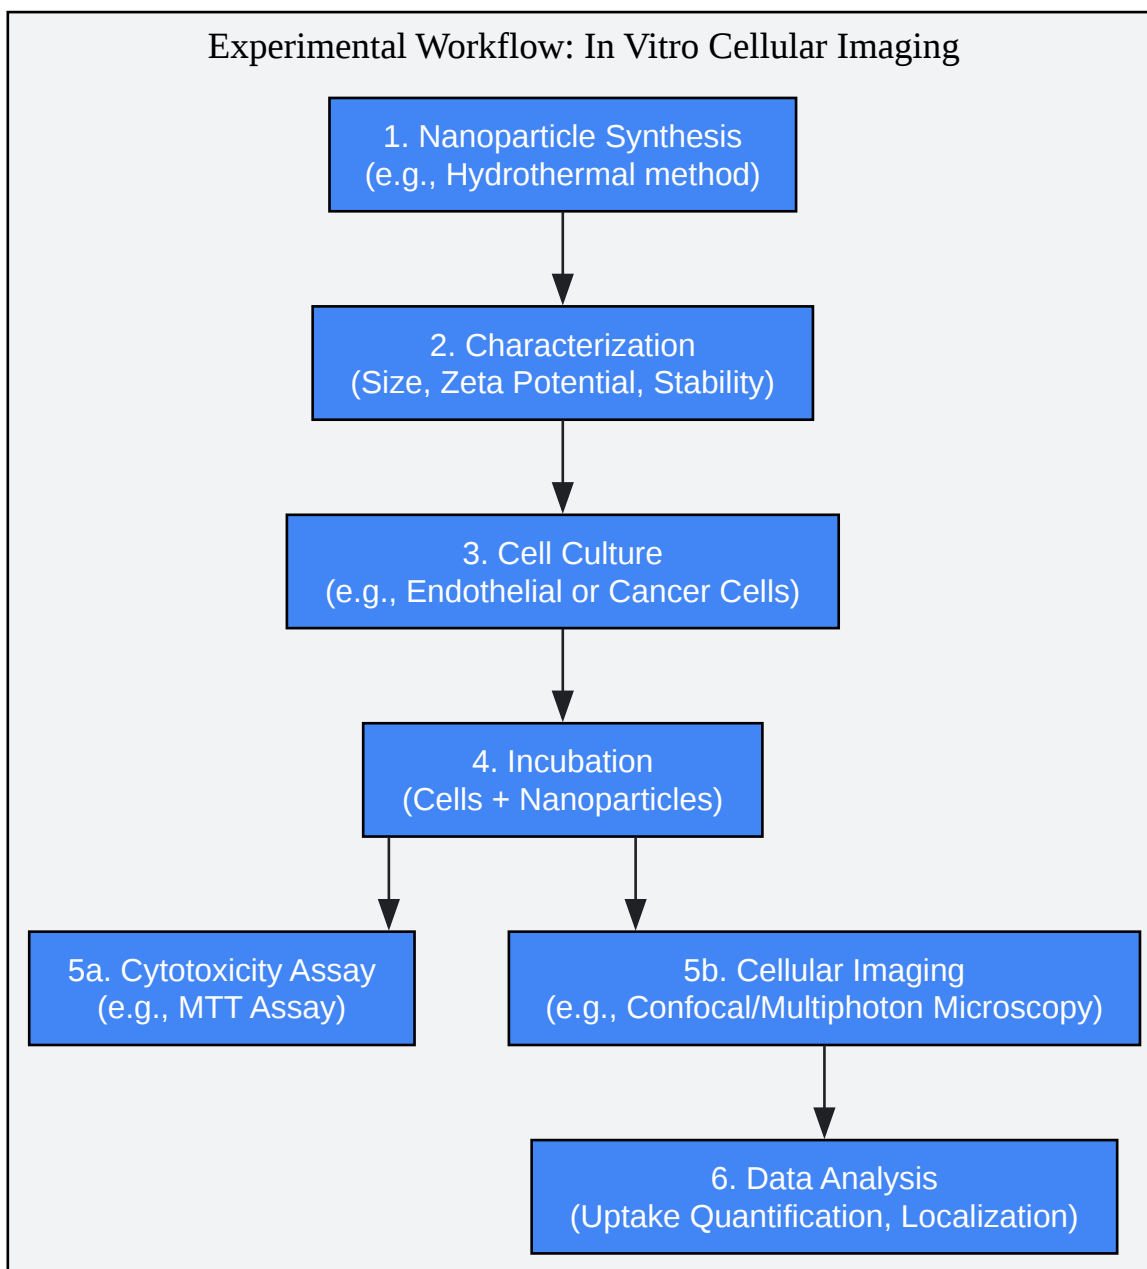 Experimental Workflow: In Vitro Cellular Imaging
1. Nanoparticle Synthesis
(e.g., Hydrothermal method)
2. Characterization
(Size, Zeta Potential, Stability)
3. Cell Culture
(e.g., Endothelial or Cancer Cells)
4. Incubation
(Cells + Nanoparticles)
5a. Cytotoxicity Assay
(e.g., MTT Assay)
5b. Cellular Imaging
(e.g., Confocal/Multiphoton Microscopy)
6. Data Analysis
(Uptake Quantification, Localization)